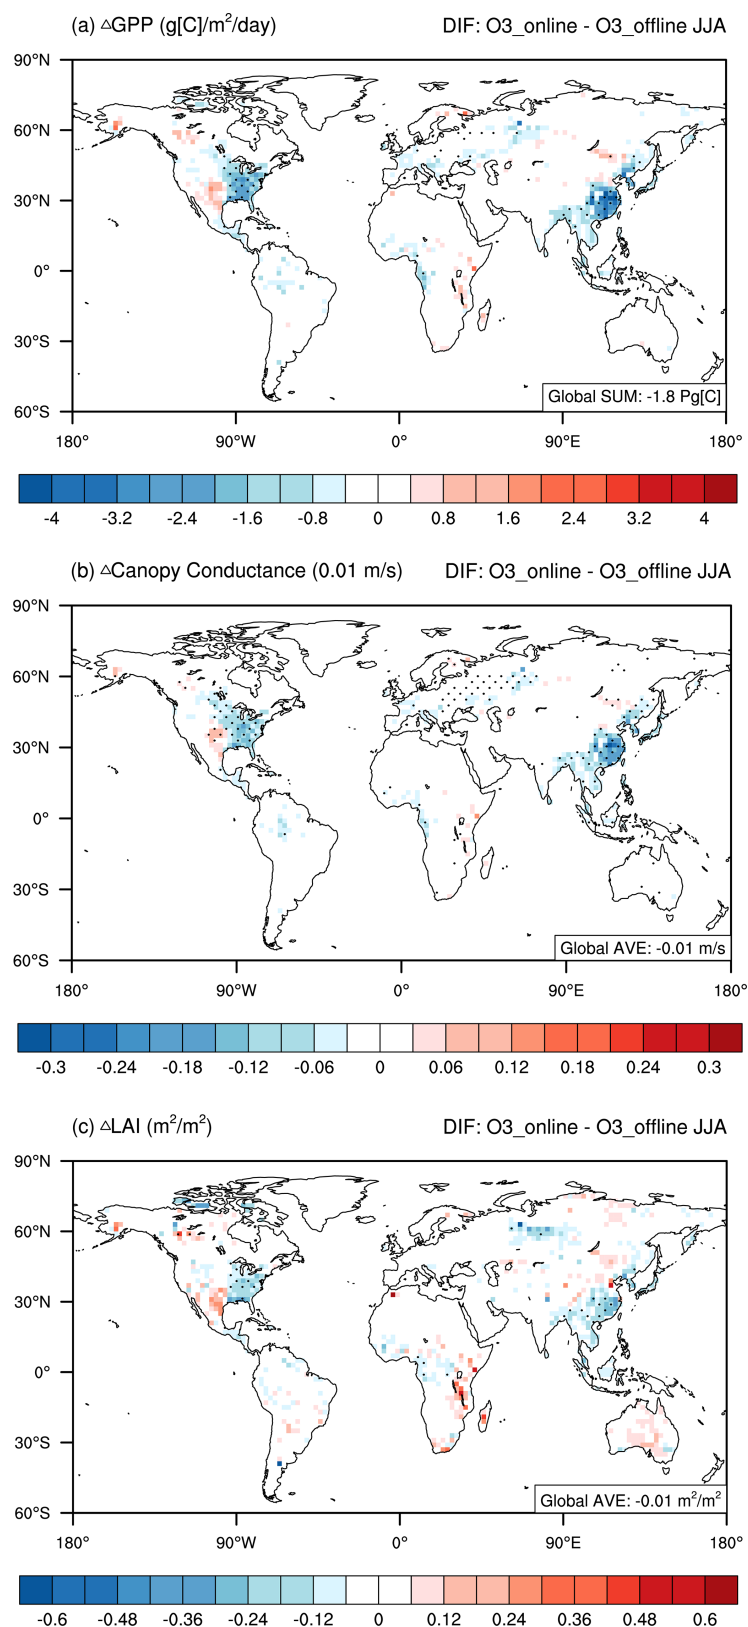 (a) △GPP (g[C]/m²/day) DIF: O3_online - O3_offline JJA
90°N
60°N
30°N
0°
30°S
60°S
Global SUM: -1.8 Pg[C]
180° 90°W 0° 90°E 180°
-4 -3.2 -2.4 -1.6 -0.8 0 0.8 1.6 2.4 3.2 4
(b) △Canopy Conductance (0.01 m/s) DIF: O3_online - O3_offline JJA
90°N
60°N
30°N
0°
30°S
60°S
Global AVE: -0.01 m/s
180° 90°W 0° 90°E 180°
-0.3 -0.24 -0.18 -0.12 -0.06 0 0.06 0.12 0.18 0.24 0.3
(c) △LAI (m²/m²) DIF: O3_online - O3_offline JJA
90°N
60°N
30°N
0°
30°S
60°S
Global AVE: -0.01 m²/m²
180° 90°W 0° 90°E 180°
-0.6 -0.48 -0.36 -0.24 -0.12 0 0.12 0.24 0.36 0.48 0.6